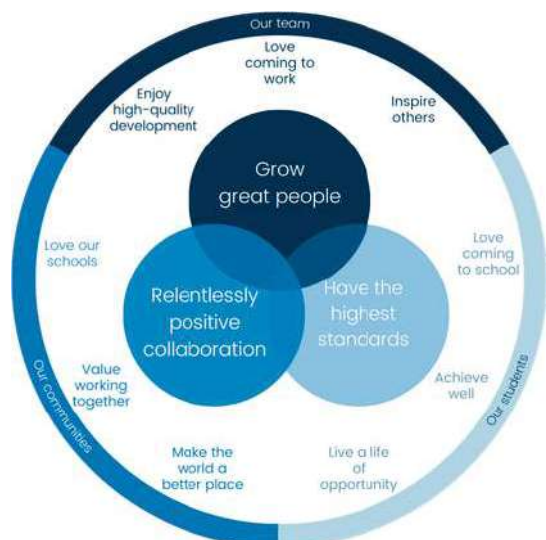 Our team
Love
coming to
work
Enjoy
high-quality
development
Inspire
others
Grow
great people
Love our
schools
Love
coming
to school
Relentlessly
positive
collaboration
Have the
highest
standards
Value
working
together
Achieve
well
Our communities
Our students
Make the
world a
better place
Live a life
of
opportunity